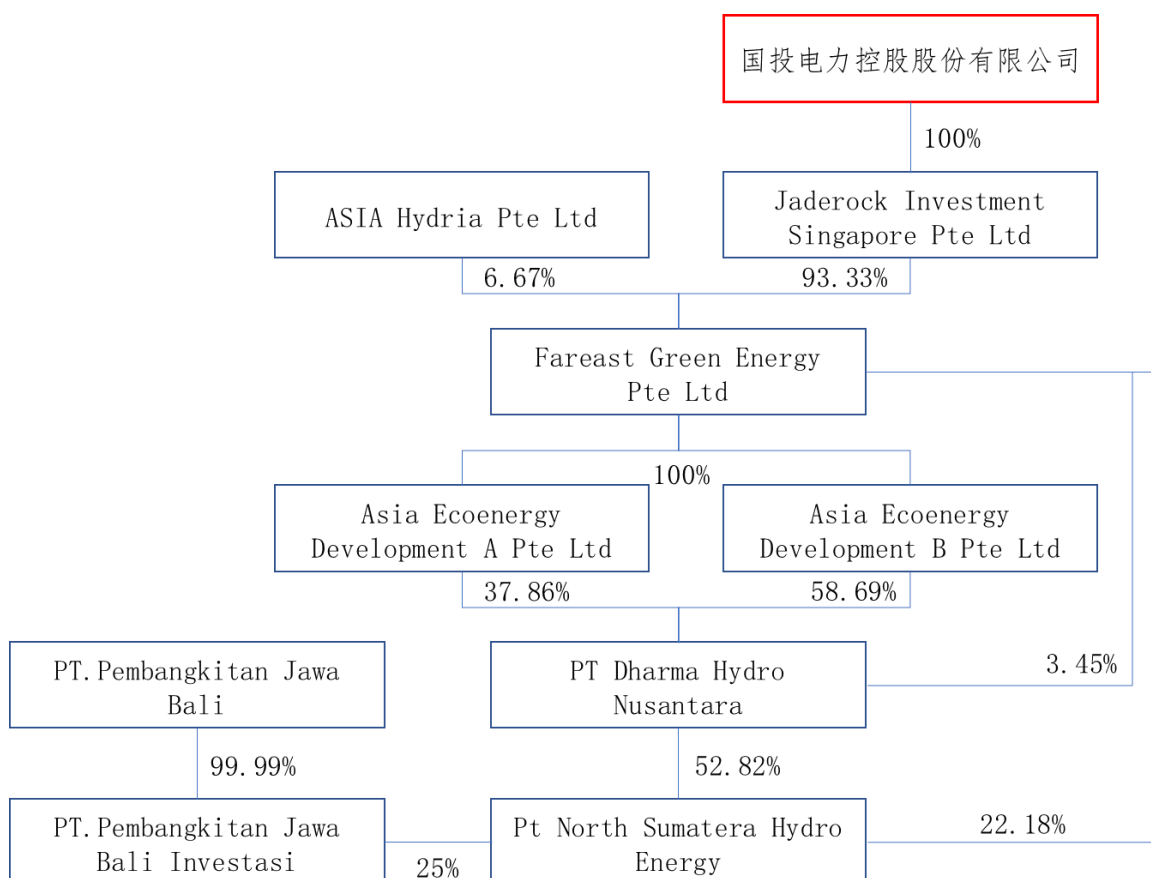 国投电力控股股份有限公司
100%
ASIA Hydria Pte Ltd
Jaderock Investment
Singapore Pte Ltd
6.67%
93.33%
Fareast Green Energy
Pte Ltd
100%
Asia Ecoenergy
Development A Pte Ltd
Asia Ecoenergy
Development B Pte Ltd
37.86%
58.69%
PT.Pembangkitan Jawa
Bali
PT Dharma Hydro
Nusantara
3.45%
99.99%
52.82%
PT.Pembangkitan Jawa
Bali Investasi
25%
Pt North Sumatera Hydro
Energy
22.18%